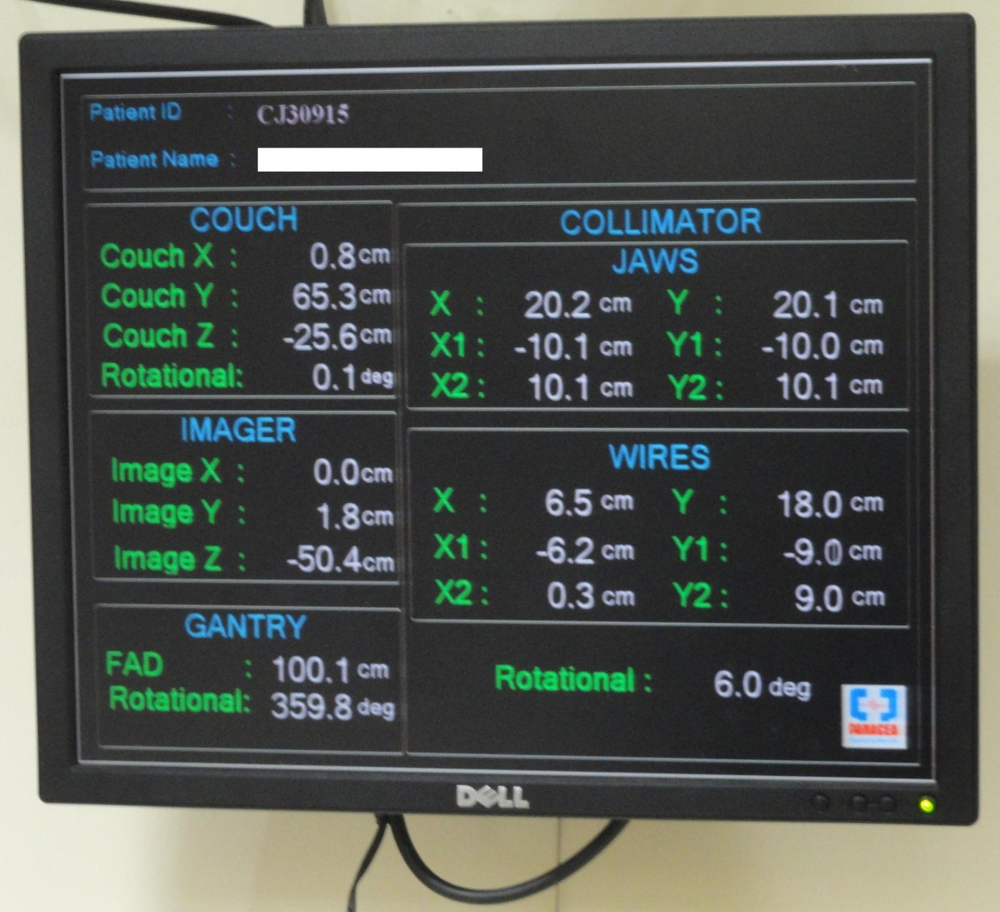 Patient ID : CJ30915
Patient Name :
COUCH
Couch X : 0.8cm
Couch Y : 65.3cm
Couch Z : -25.6cm
Rotational: 0.1deg
IMAGER
Image X : 0.0cm
Image Y : 1.8cm
Image Z : -50.4cm
GANTRY
FAD : 100.1 cm
Rotational: 359.8 deg
COLLIMATOR
JAWS
X : 20.2 cm Y : 20.1 cm
X1 : -10.1 cm Y1 : -10.0 cm
X2 : 10.1 cm Y2 : 10.1 cm
WIRES
X : 6.5 cm Y : 18.0 cm
X1 : -6.2 cm Y1 : -9.0 cm
X2 : 0.3 cm Y2 : 9.0 cm
Rotational : 6.0 deg
PANACEA
DELL